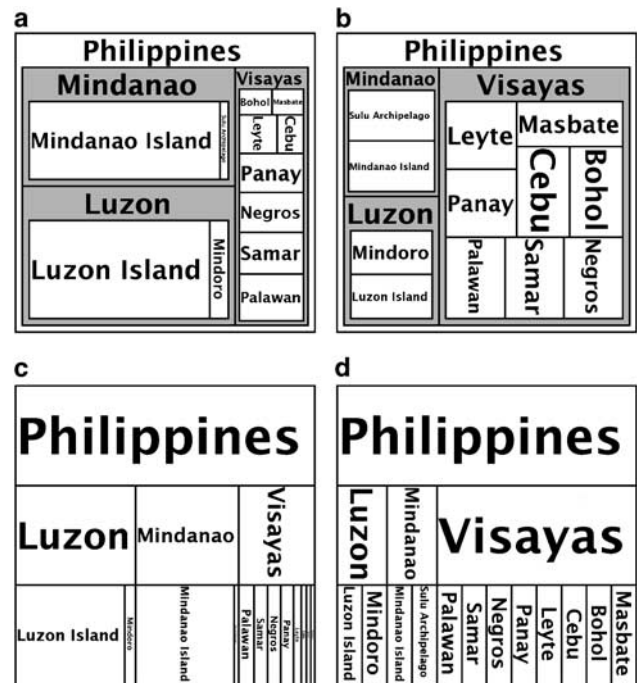 a
Philippines
Mindanao
Mindanao Island
Sulu Archipelago
Luzon
Luzon Island
Mindoro
Visayas
Bohol
Masbate
Leyte
Cebu
Panay
Negros
Samar
Palawan
b
Philippines
Mindanao
Sulu Archipelago
Mindanao Island
Luzon
Mindoro
Luzon Island
Visayas
Leyte
Masbate
Panay
Cebu
Bohol
Palawan
Samar
Negros
c
Philippines
Luzon
Mindanao
Visayas
Luzon Island
Mindoro
Mindanao Island
Palawan
Samar
Negros
Panay
d
Philippines
Luzon
Mindanao
Visayas
Luzon Island
Mindoro
Mindanao Island
Sulu Archipelago
Palawan
Samar
Negros
Panay
Leyte
Cebu
Bohol
Masbate